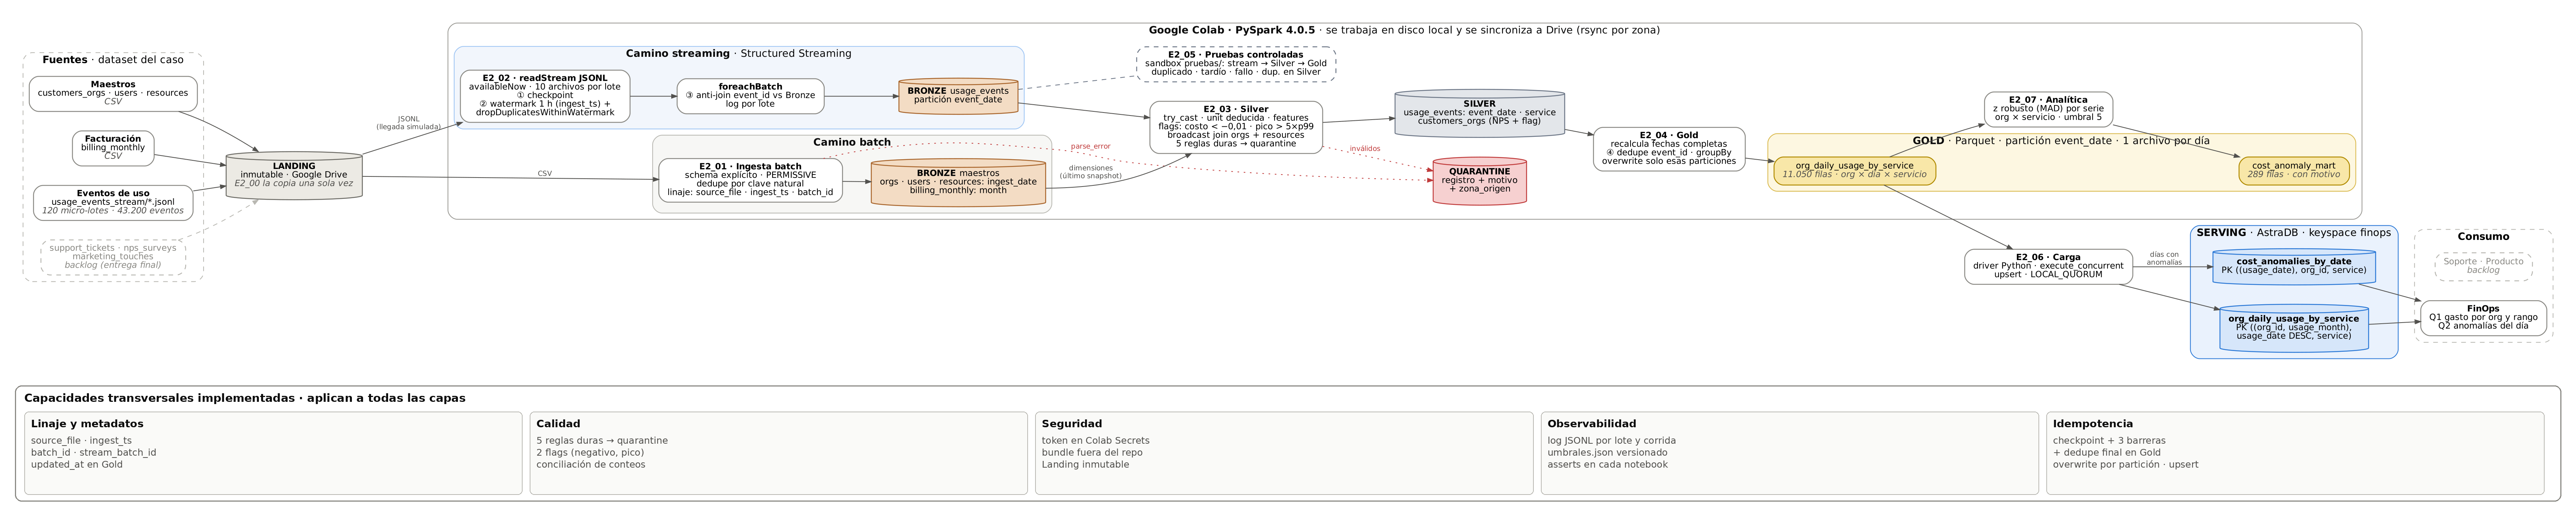 Fuentes · dataset del caso
Maestros
customers_orgs · users · resources
CSV
Facturación
billing_monthly
CSV
Eventos de uso
usage_events_stream/*.jsonl
120 micro-lotes · 43.200 eventos
support_tickets · nps_surveys
marketing_touches
backlog (entrega final)
LANDING
inmutable · Google Drive
E2_00 la copia una sola vez
JSONL
(llegada simulada)
CSV
Google Colab · PySpark 4.0.5 · se trabaja en disco local y se sincroniza a Drive (rsync por zona)
Camino streaming · Structured Streaming
E2_02 · readStream JSONL
availableNow · 10 archivos por lote
① checkpoint
② watermark 1 h (ingest_ts) +
dropDuplicatesWithinWatermark
foreachBatch
③ anti-join event_id vs Bronze
log por lote
BRONZE usage_events
partición event_date
Camino batch
E2_01 · Ingesta batch
schema explícito · PERMISSIVE
dedupe por clave natural
linaje: source_file · ingest_ts · batch_id
BRONZE maestros
orgs · users · resources: ingest_date
billing_monthly: month
E2_05 · Pruebas controladas
sandbox pruebas/: stream → Silver → Gold
duplicado · tardío · fallo · dup. en Silver
parse_error
dimensiones
(último snapshot)
E2_03 · Silver
try_cast · unit deducida · features
flags: costo < −0,01 · pico > 5×p99
broadcast join orgs + resources
5 reglas duras → quarantine
inválidos
SILVER
usage_events: event_date · service
customers_orgs (NPS + flag)
QUARANTINE
registro + motivo
+ zona_origen
E2_04 · Gold
recalcula fechas completas
④ dedupe event_id · groupBy
overwrite solo esas particiones
E2_07 · Analítica
z robusto (MAD) por serie
org × servicio · umbral 5
GOLD · Parquet · partición event_date · 1 archivo por día
org_daily_usage_by_service
11.050 filas · org × día × servicio
cost_anomaly_mart
289 filas · con motivo
E2_06 · Carga
driver Python · execute_concurrent
upsert · LOCAL_QUORUM
días con
anomalías
SERVING · AstraDB · keyspace finops
cost_anomalies_by_date
PK ((usage_date), org_id, service)
org_daily_usage_by_service
PK ((org_id, usage_month),
usage_date DESC, service)
Consumo
Soporte · Producto
backlog
FinOps
Q1 gasto por org y rango
Q2 anomalías del día
Capacidades transversales implementadas · aplican a todas las capas
Linaje y metadatos
source_file · ingest_ts
batch_id · stream_batch_id
updated_at en Gold
Calidad
5 reglas duras → quarantine
2 flags (negativo, pico)
conciliación de conteos
Seguridad
token en Colab Secrets
bundle fuera del repo
Landing inmutable
Observabilidad
log JSONL por lote y corrida
umbrales.json versionado
asserts en cada notebook
Idempotencia
checkpoint + 3 barreras
+ dedupe final en Gold
overwrite por partición · upsert